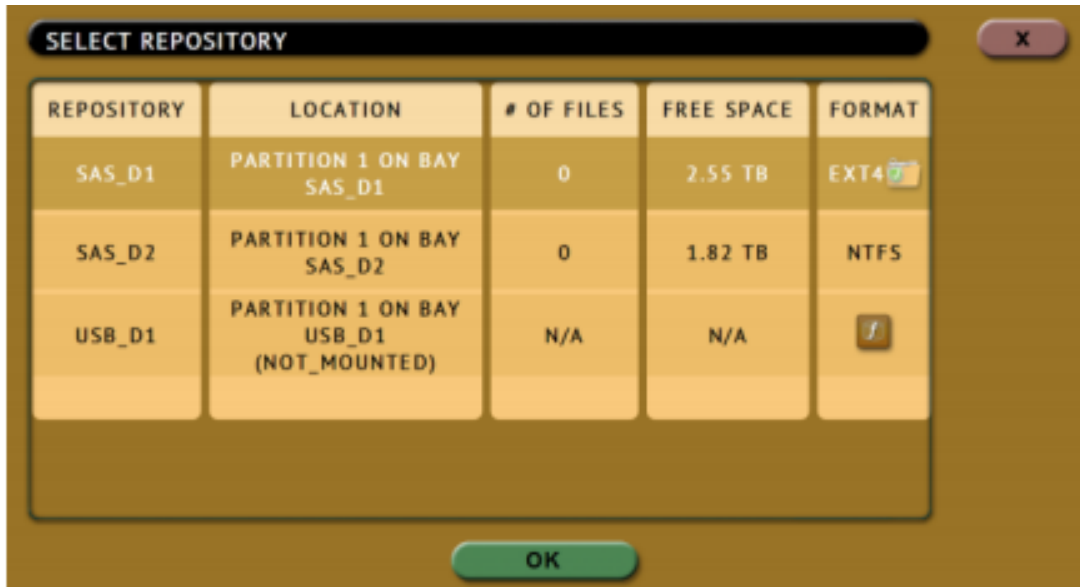 SELECT REPOSITORY
X
REPOSITORY LOCATION # OF FILES FREE SPACE FORMAT
SAS_D1 PARTITION 1 ON BAY SAS_D1 0 2.55 TB EXT4
SAS_D2 PARTITION 1 ON BAY SAS_D2 0 1.82 TB NTFS
USB_D1 PARTITION 1 ON BAY USB_D1 (NOT_MOUNTED) N/A N/A f
OK